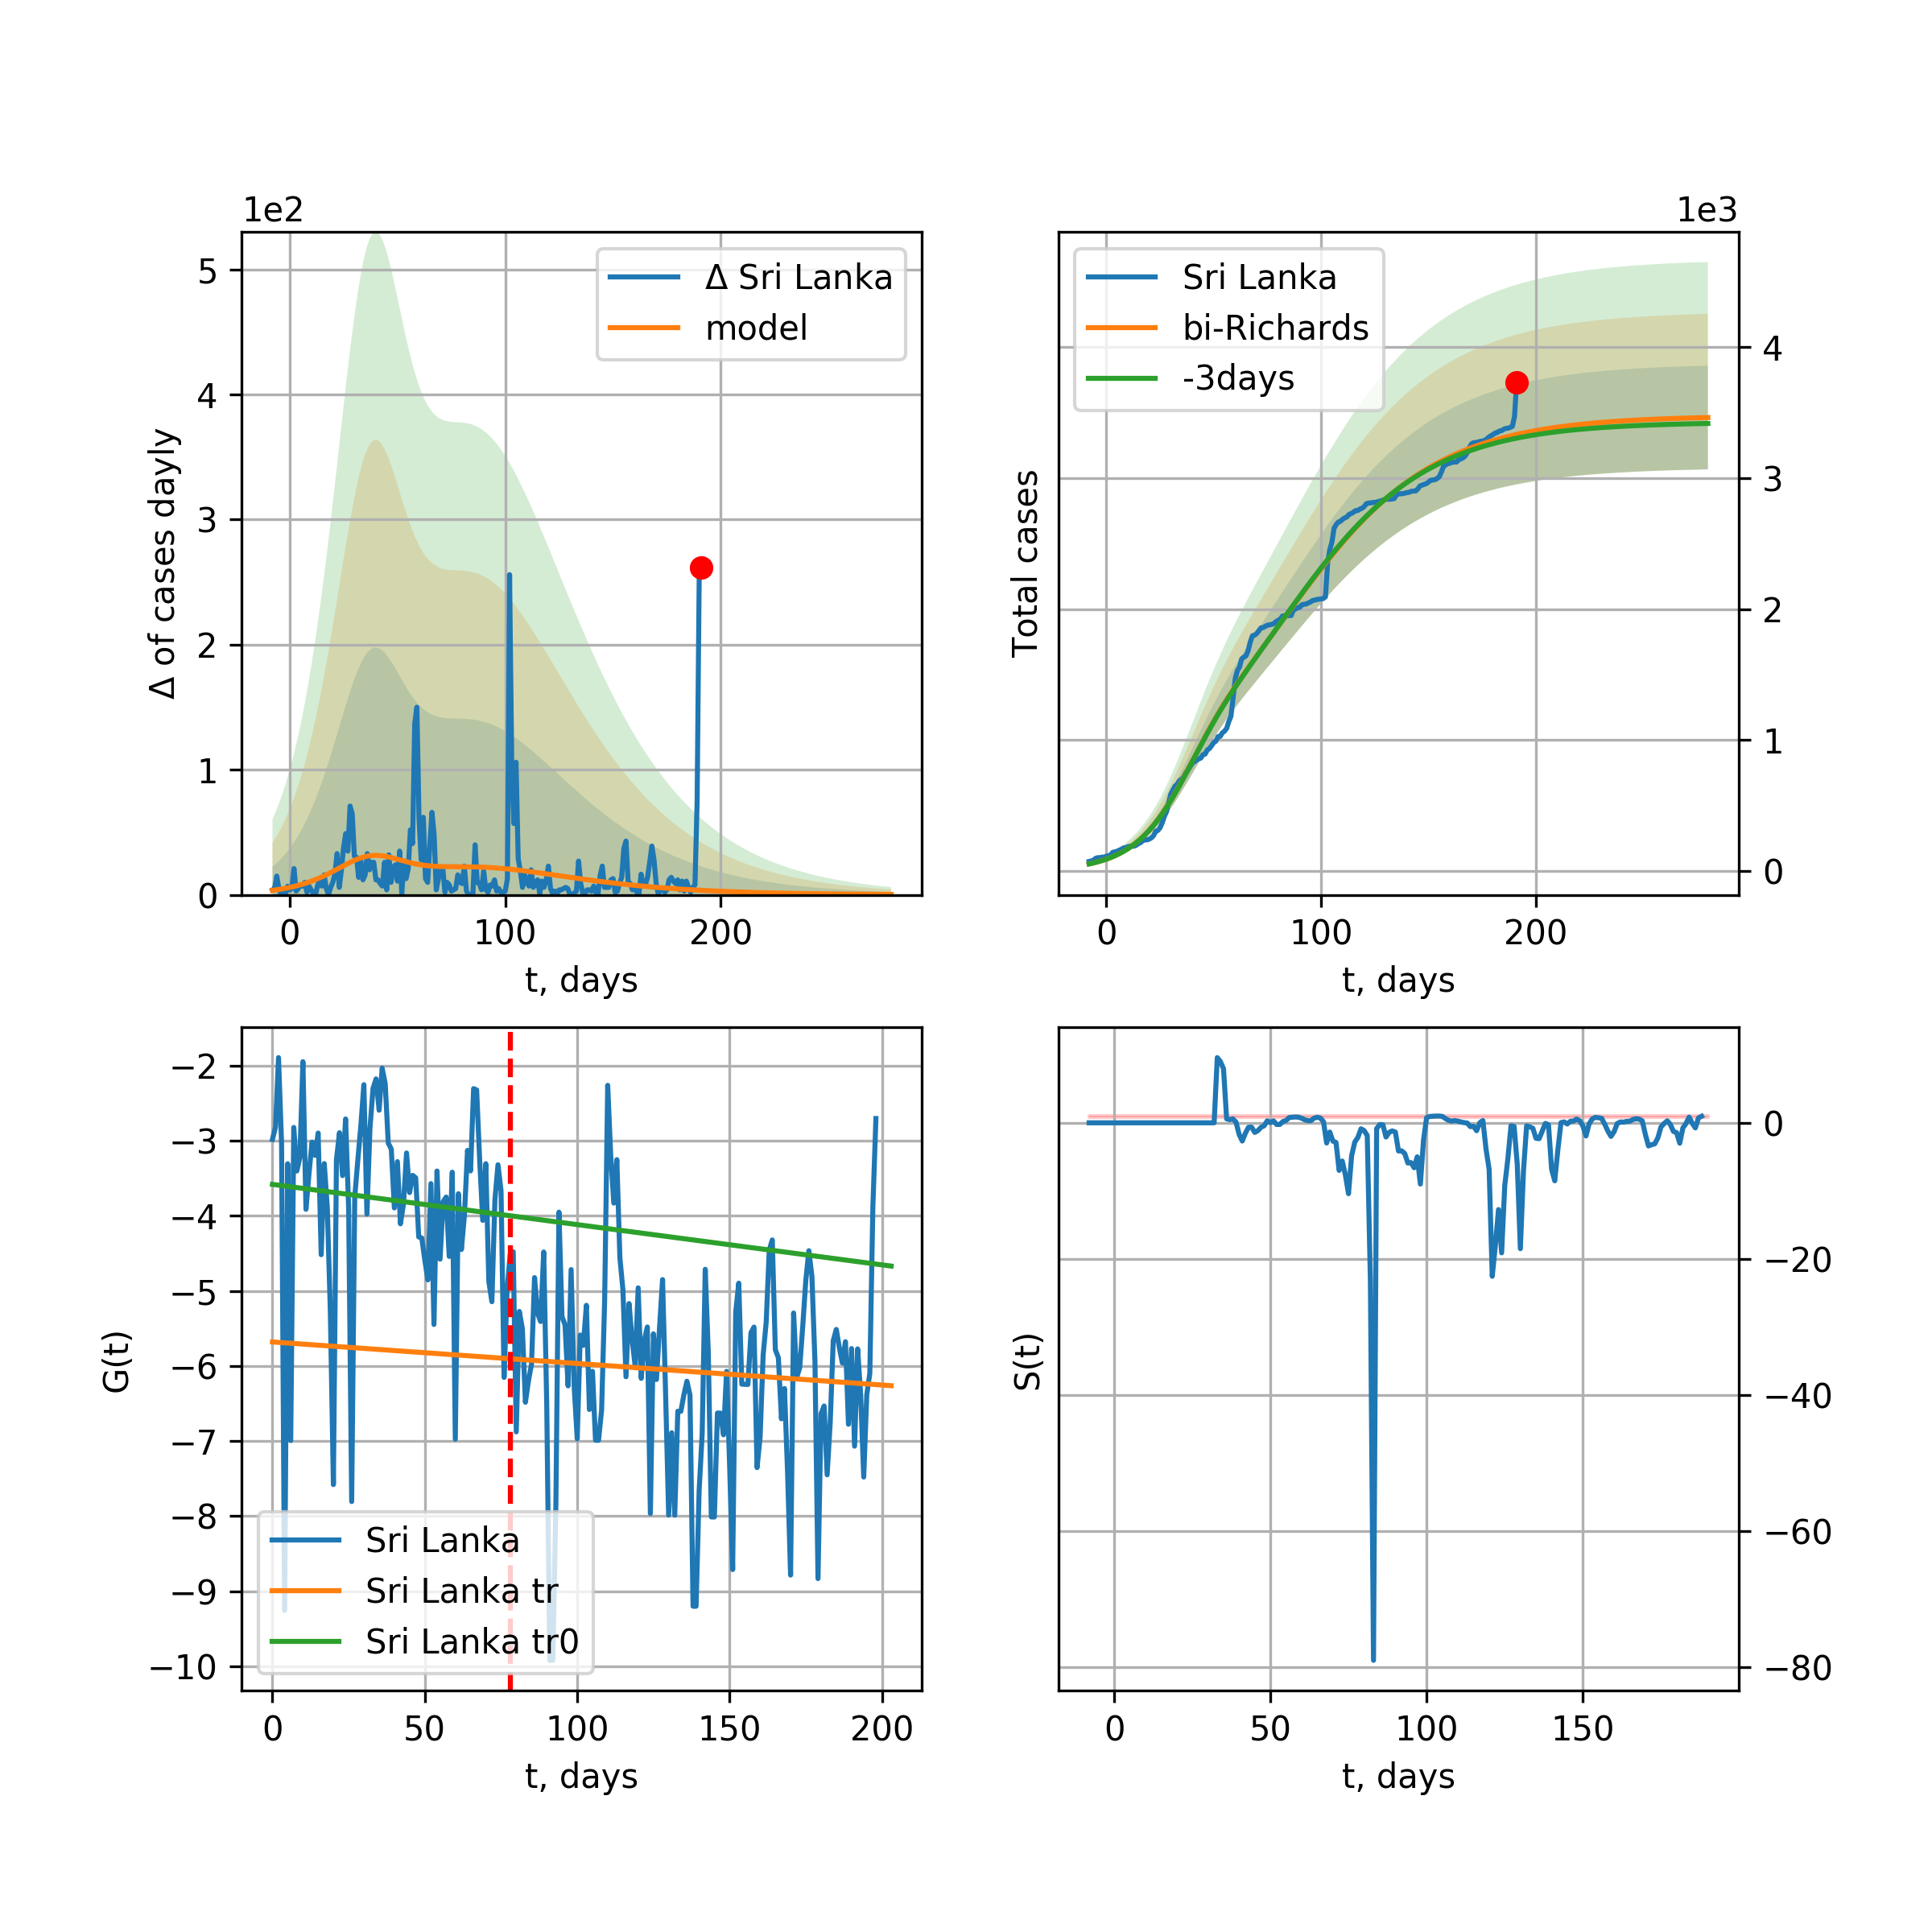 1e2
Δ of cases dayly
5
4
3
2
1
0
Δ Sri Lanka
model
0 100 200
t, days
1e3
Sri Lanka
bi-Richards
-3days
Total cases
4
3
2
1
0
0 100 200
t, days
G(t)
−2
−3
−4
−5
−6
−7
−8
−9
−10
Sri Lanka
Sri Lanka tr
Sri Lanka tr0
0 50 100 150 200
t, days
S(t)
0
−20
−40
−60
−80
0 50 100 150
t, days